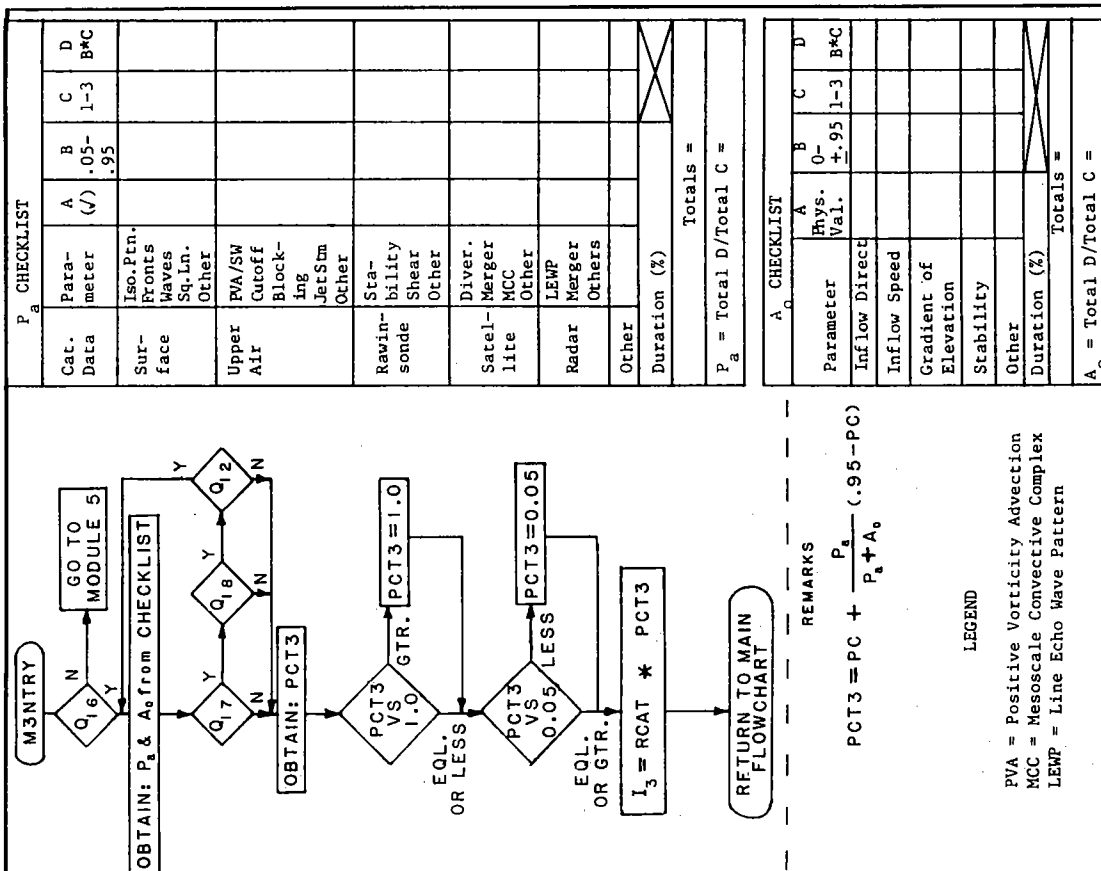 M3NTRY
Q16
N
GO TO
MODULE 5
Y
OBTAIN: Pa & Ao from CHECKLIST
Q17
Y
Q18
Y
Q12
Y
N
N
N
OBTAIN: PCT3
PCT3
VS
1.0
GTR.
PCT3=1.0
EQL.
OR LESS
PCT3
VS
0.05
LESS
PCT3=0.05
EQL.
OR GTR.
I3 = RCAT * PCT3
RETURN TO MAIN
FLOWCHART
REMARKS
PCT3 = PC + Pa / Pa + Ao (.95-PC)
LEGEND
PVA = Positive Vorticity Advection
MCC = Mesoscale Convective Complex
LEWP = Line Echo Wave Pattern
Pa CHECKLIST
Cat. Para- A B C D
Data meter (√) .05- 1-3 B*C
.95
Sur- Iso.Ptn.
face Fronts
Waves
Sq.Ln.
Other
Upper PVA/SW
Air Cutoff
Block-
ing
JetStm
Other
Rawin- Sta-
sonde bility
Shear
Other
Satel- Diver.
lite Merger
MCC
Other
Radar LEWP
Merger
Others
Other
Duration (%)
Totals =
Pa = Total D/Total C =
Ao CHECKLIST
Parameter A B C D
Phys. 0- 1-3 B*C
Val. ±.95
Inflow Direct
Inflow Speed
Gradient of
Elevation
Stability
Other
Duration (%)
Totals =
Ao = Total D/Total C =